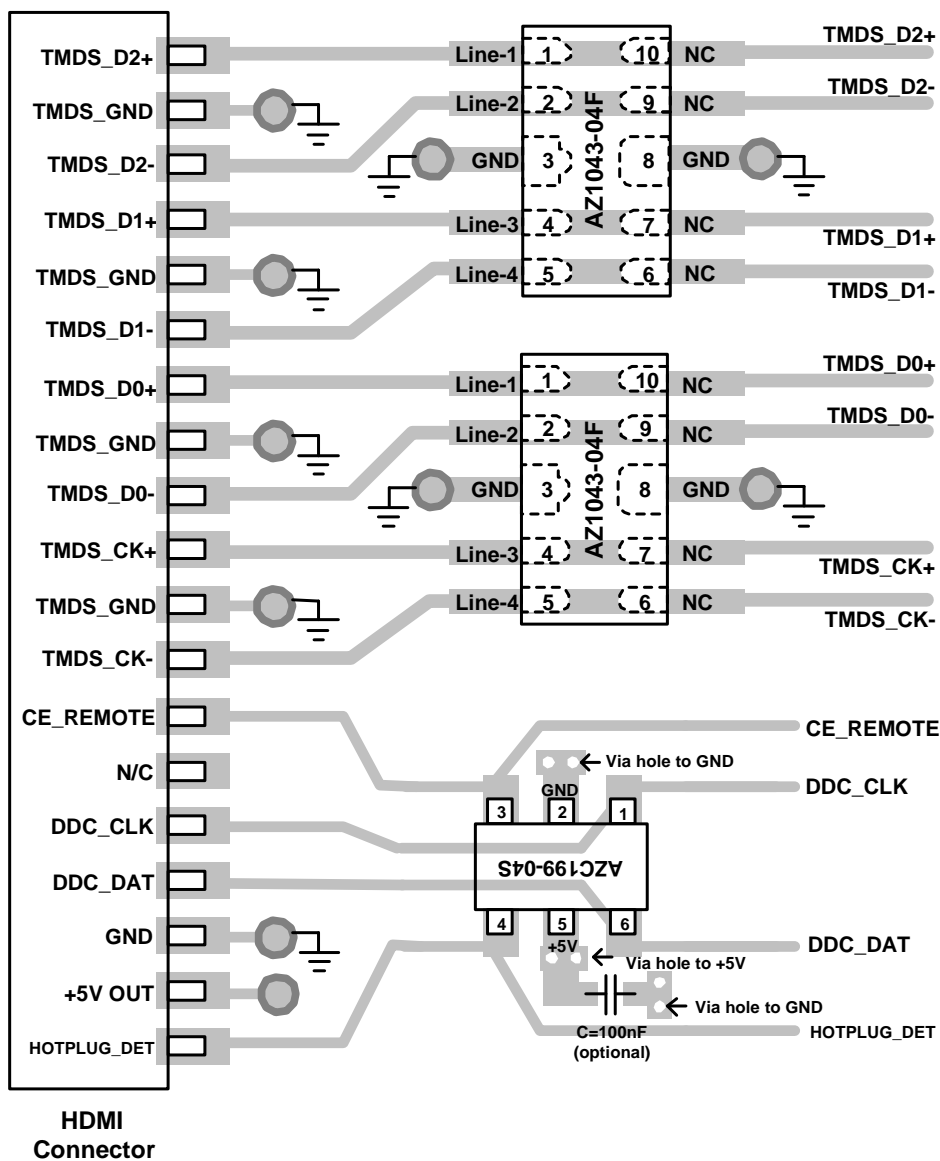 TMDS_D2+
TMDS_GND
TMDS_D2-
TMDS_D1+
TMDS_GND
TMDS_D1-
TMDS_D0+
TMDS_GND
TMDS_D0-
TMDS_CK+
TMDS_GND
TMDS_CK-
CE_REMOTE
N/C
DDC_CLK
DDC_DAT
GND
+5V OUT
HOTPLUG_DET
HDMI
Connector
Line-1 1 10 NC
Line-2 2 9 NC
GND 3 8 GND
Line-3 4 7 NC
Line-4 5 6 NC
AZ1043-04F
TMDS_D2+
TMDS_D2-
TMDS_D1+
TMDS_D1-
Line-1 1 10 NC
Line-2 2 9 NC
GND 3 8 GND
Line-3 4 7 NC
Line-4 5 6 NC
AZ1043-04F
TMDS_D0+
TMDS_D0-
TMDS_CK+
TMDS_CK-
CE_REMOTE
Via hole to GND
DDC_CLK
GND
3 2 1
AZC199-04S
4 5 6
+5V
DDC_DAT
Via hole to +5V
Via hole to GND
C=100nF
(optional)
HOTPLUG_DET